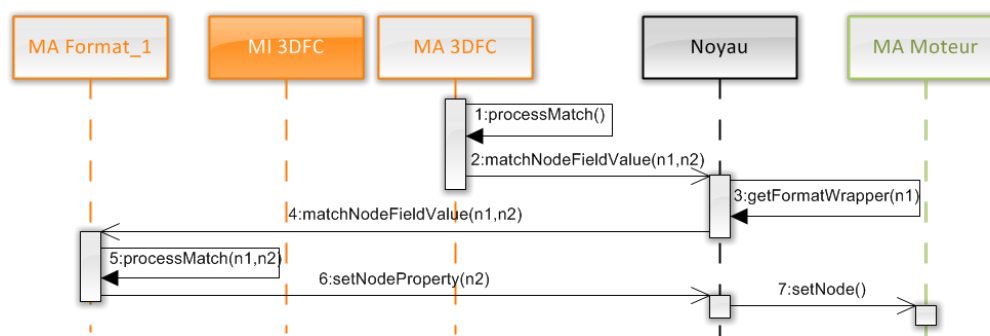 MA Format_1
MI 3DFC
MA 3DFC
Noyau
MA Moteur
1:processMatch()
2:matchNodeFieldValue(n1,n2)
3:getFormatWrapper(n1)
4:matchNodeFieldValue(n1,n2)
5:processMatch(n1,n2)
6:setNodeProperty(n2)
7:setNode()